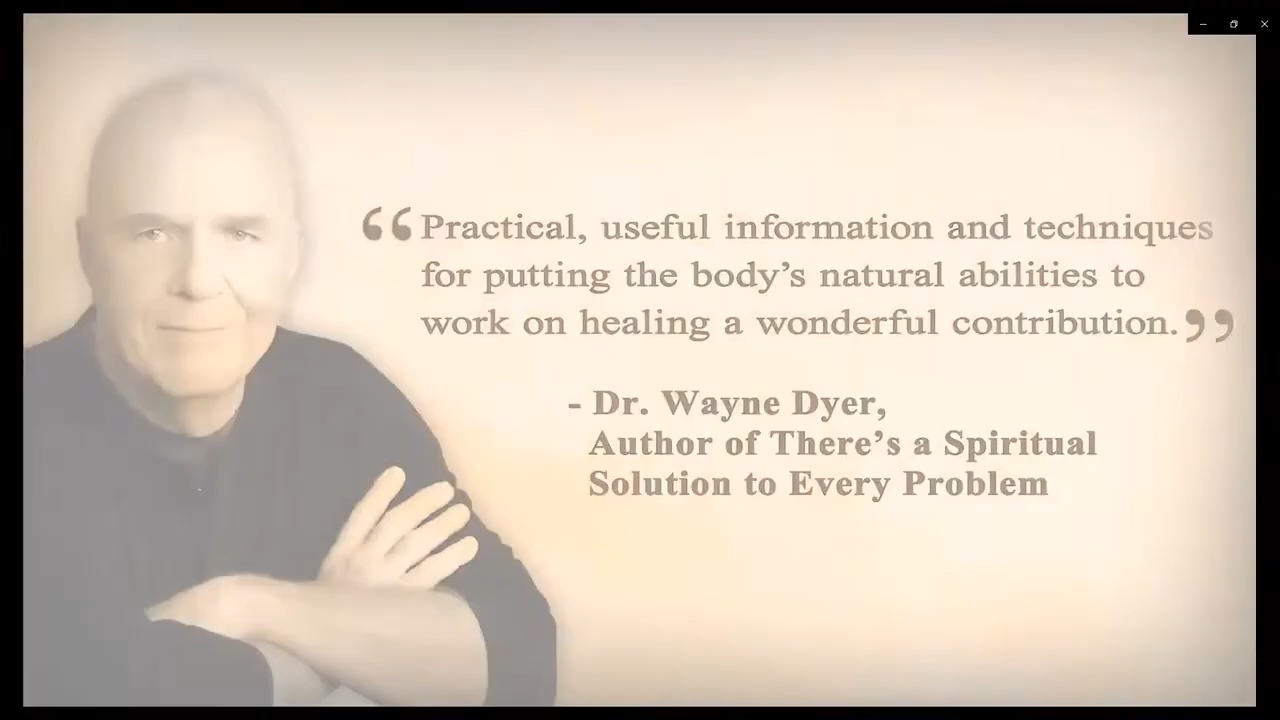 “Practical, useful information and techniques
for putting the body’s natural abilities to
work on healing a wonderful contribution.”
- Dr. Wayne Dyer,
Author of There’s a Spiritual
Solution to Every Problem